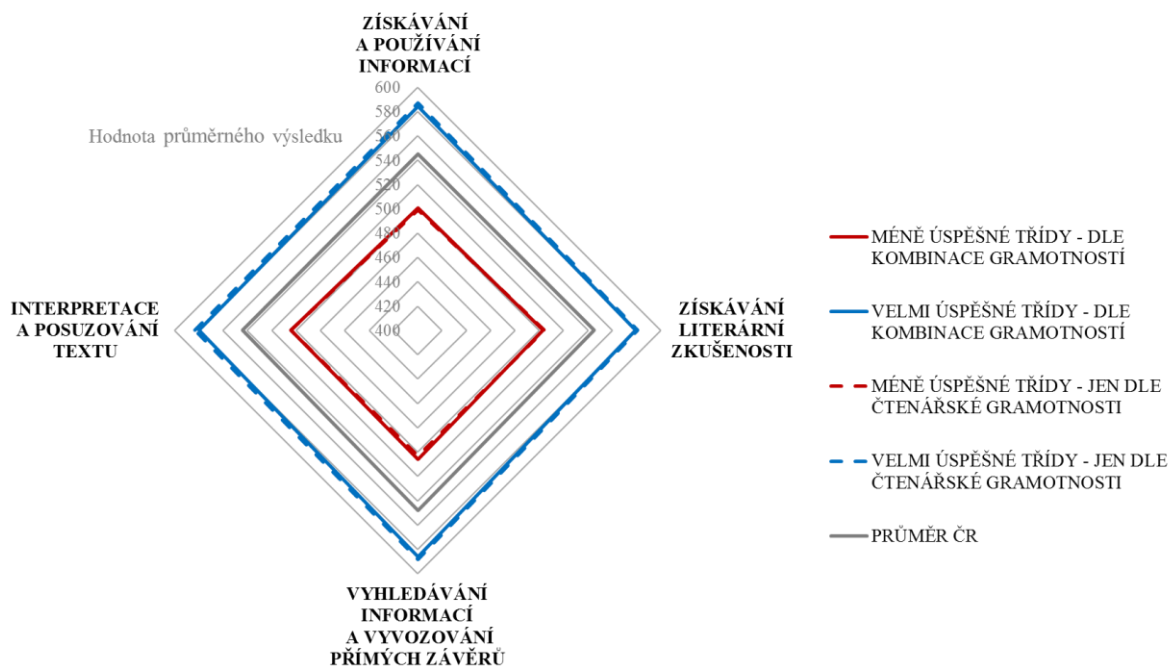 ZÍSKÁVÁNÍ
A POUŽÍVÁNÍ
INFORMACÍ
600
580
Hodnota průměrného výsledku
560
540
520
500
480
460
440
420
400
INTERPRETACE
A POSUZOVÁNÍ
TEXTU
ZÍSKÁVÁNÍ
LITERÁRNÍ
ZKUŠENOSTI
VYHLEDÁVÁNÍ
INFORMACÍ
A VYVOZOVÁNÍ
PŘÍMÝCH ZÁVĚRŮ
MÉNĚ ÚSPĚŠNÉ TŘÍDY - DLE
KOMBINACE GRAMOTNOSTÍ
VELMI ÚSPĚŠNÉ TŘÍDY - DLE
KOMBINACE GRAMOTNOSTÍ
MÉNĚ ÚSPĚŠNÉ TŘÍDY - JEN DLE
ČTENÁŘSKÉ GRAMOTNOSTI
VELMI ÚSPĚŠNÉ TŘÍDY - JEN DLE
ČTENÁŘSKÉ GRAMOTNOSTI
PRŮMĚR ČR